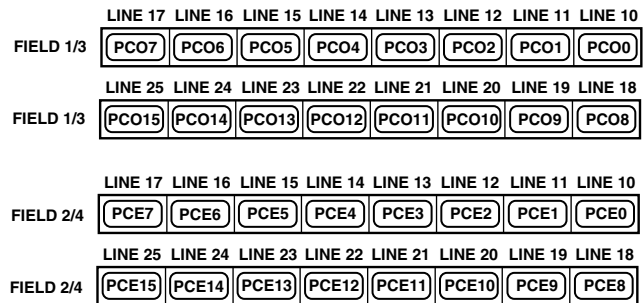 LINE 17 LINE 16 LINE 15 LINE 14 LINE 13 LINE 12 LINE 11 LINE 10
FIELD 1/3 PCO7 PCO6 PCO5 PCO4 PCO3 PCO2 PCO1 PCO0
LINE 25 LINE 24 LINE 23 LINE 22 LINE 21 LINE 20 LINE 19 LINE 18
FIELD 1/3 PCO15 PCO14 PCO13 PCO12 PCO11 PCO10 PCO9 PCO8
LINE 17 LINE 16 LINE 15 LINE 14 LINE 13 LINE 12 LINE 11 LINE 10
FIELD 2/4 PCE7 PCE6 PCE5 PCE4 PCE3 PCE2 PCE1 PCE0
LINE 25 LINE 24 LINE 23 LINE 22 LINE 21 LINE 20 LINE 19 LINE 18
FIELD 2/4 PCE15 PCE14 PCE13 PCE12 PCE11 PCE10 PCE9 PCE8